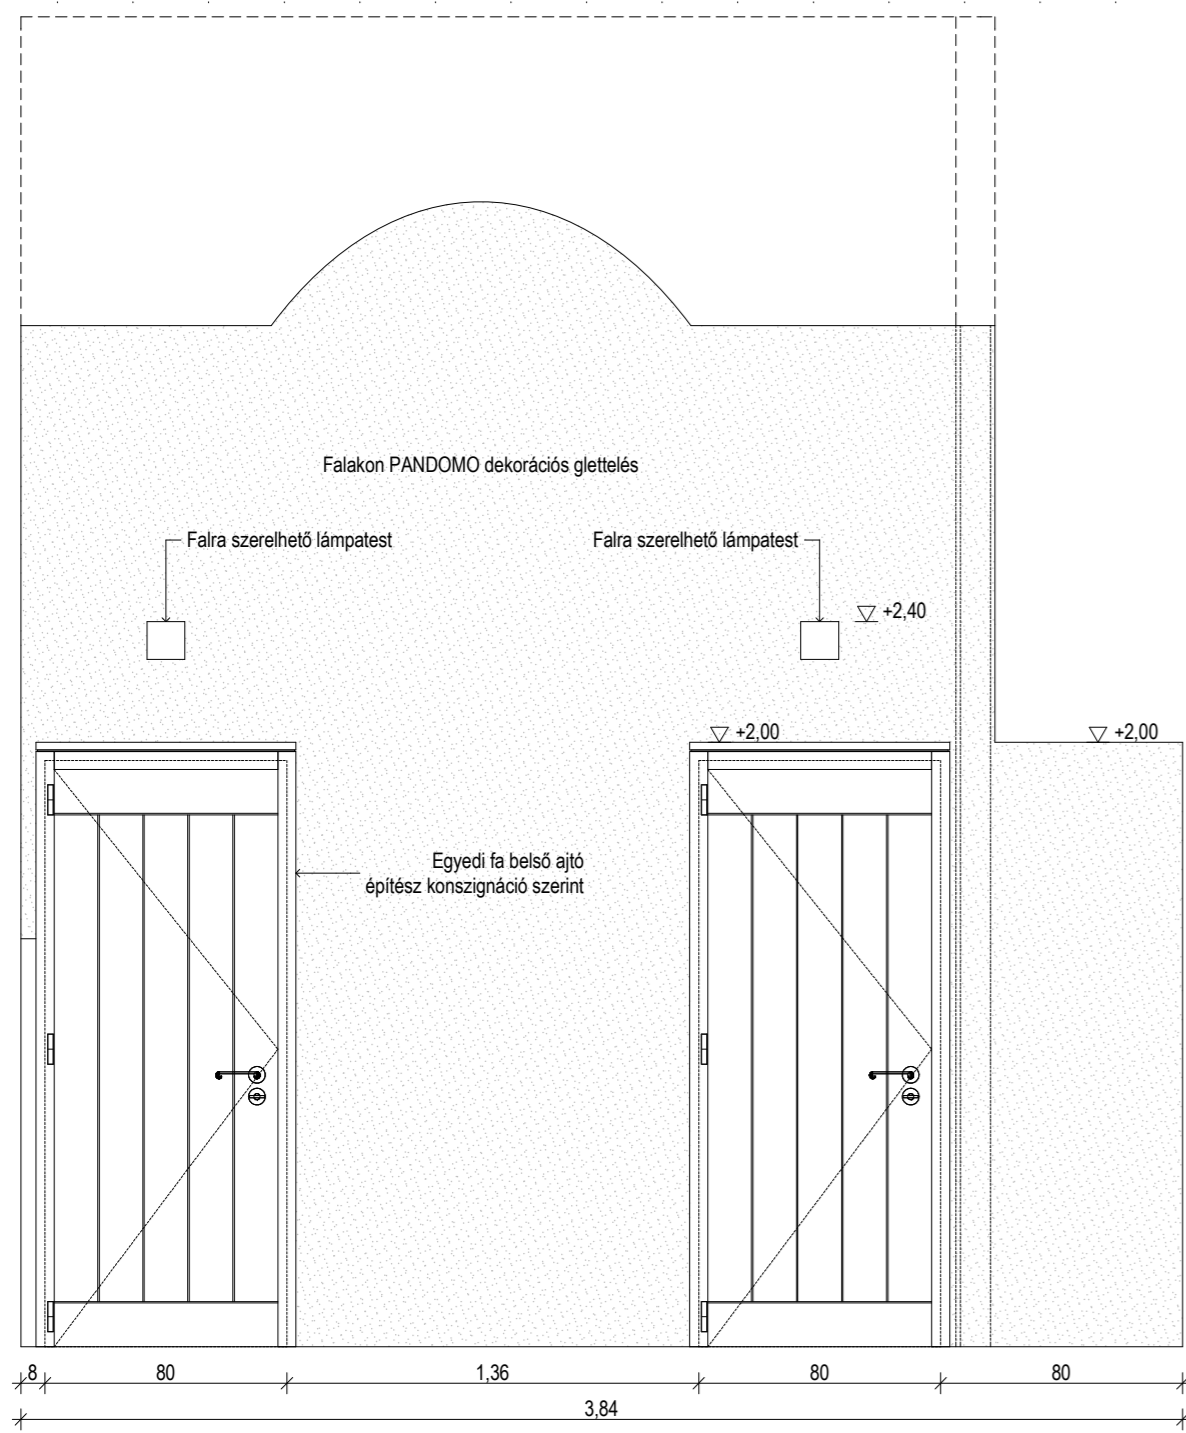 Falakon PANDOMO dekorációs glettelés
Falra szerelhető lámpatest
Falra szerelhető lámpatest
+2,40
+2,00
+2,00
Egyedi fa belső ajtó
építész konszignáció szerint
8
80
1,36
80
80
3,84